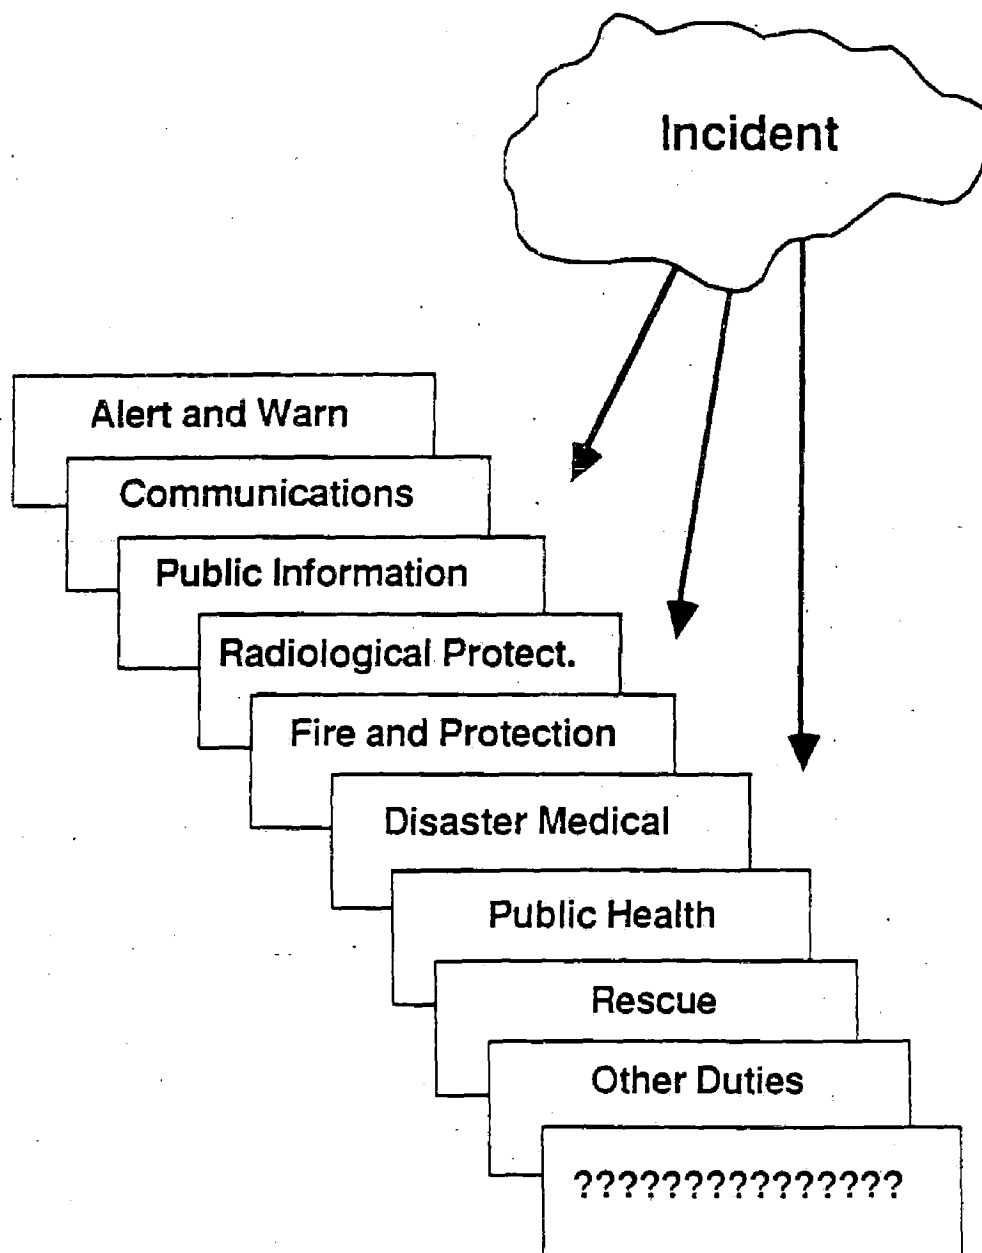 Incident
Alert and Warn
Communications
Public Information
Radiological Protect.
Fire and Protection
Disaster Medical
Public Health
Rescue
Other Duties
???????????????